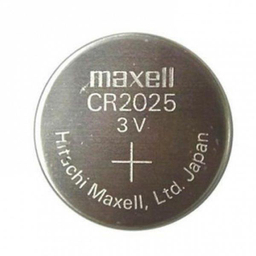 maxell
CR2025
3V
+
Hitachi Maxell, Ltd. Japan